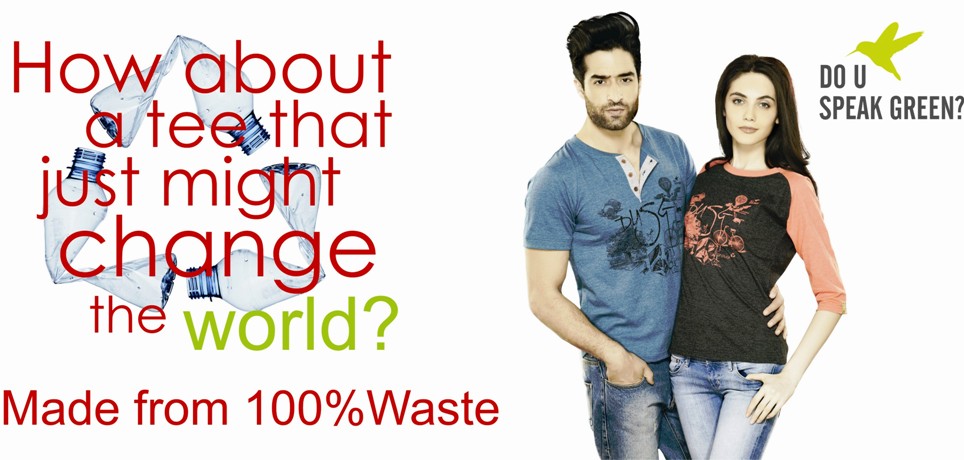 How about
a tee that
just might
change
the world?
Made from 100%Waste
DO U
SPEAK GREEN?